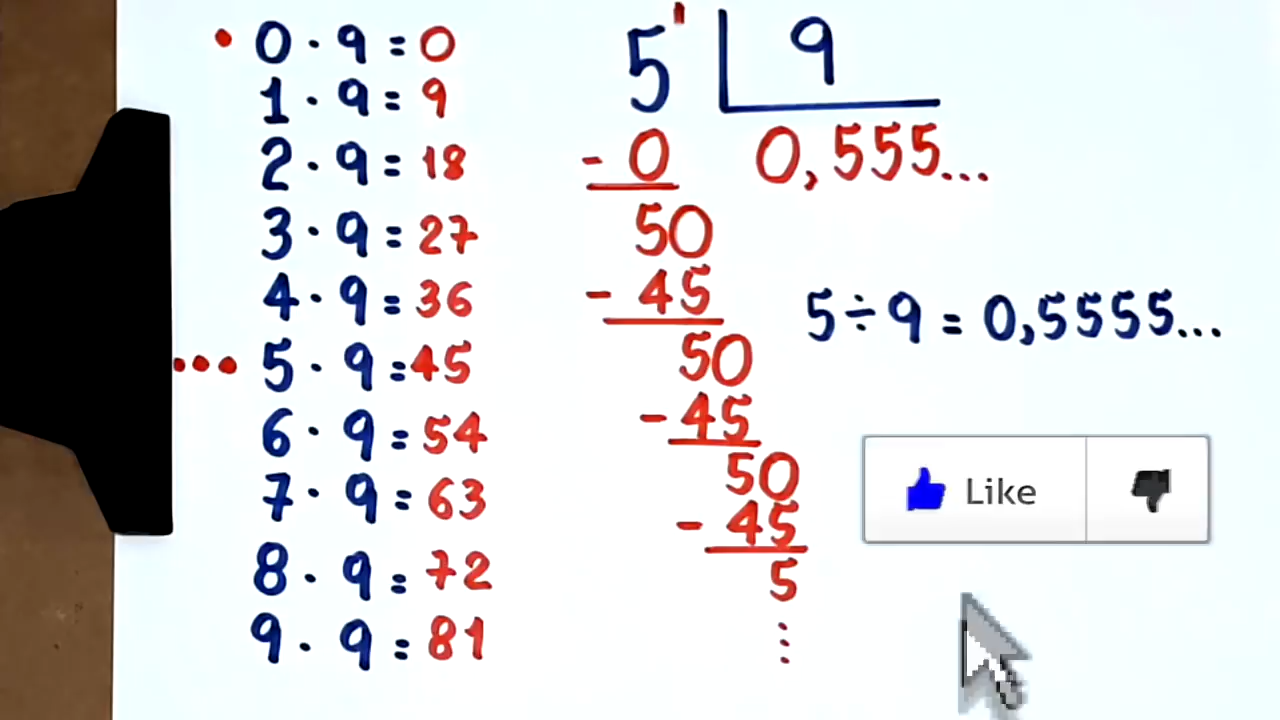 0 · 9 = 0
1 · 9 = 9
2 · 9 = 18
3 · 9 = 27
4 · 9 = 36
5 · 9 = 45
6 · 9 = 54
7 · 9 = 63
8 · 9 = 72
9 · 9 = 81
5' 9
- 0 0,555...
50
- 45
50
- 45
50
- 45
5
⋮
5 ÷ 9 = 0,5555...
Like